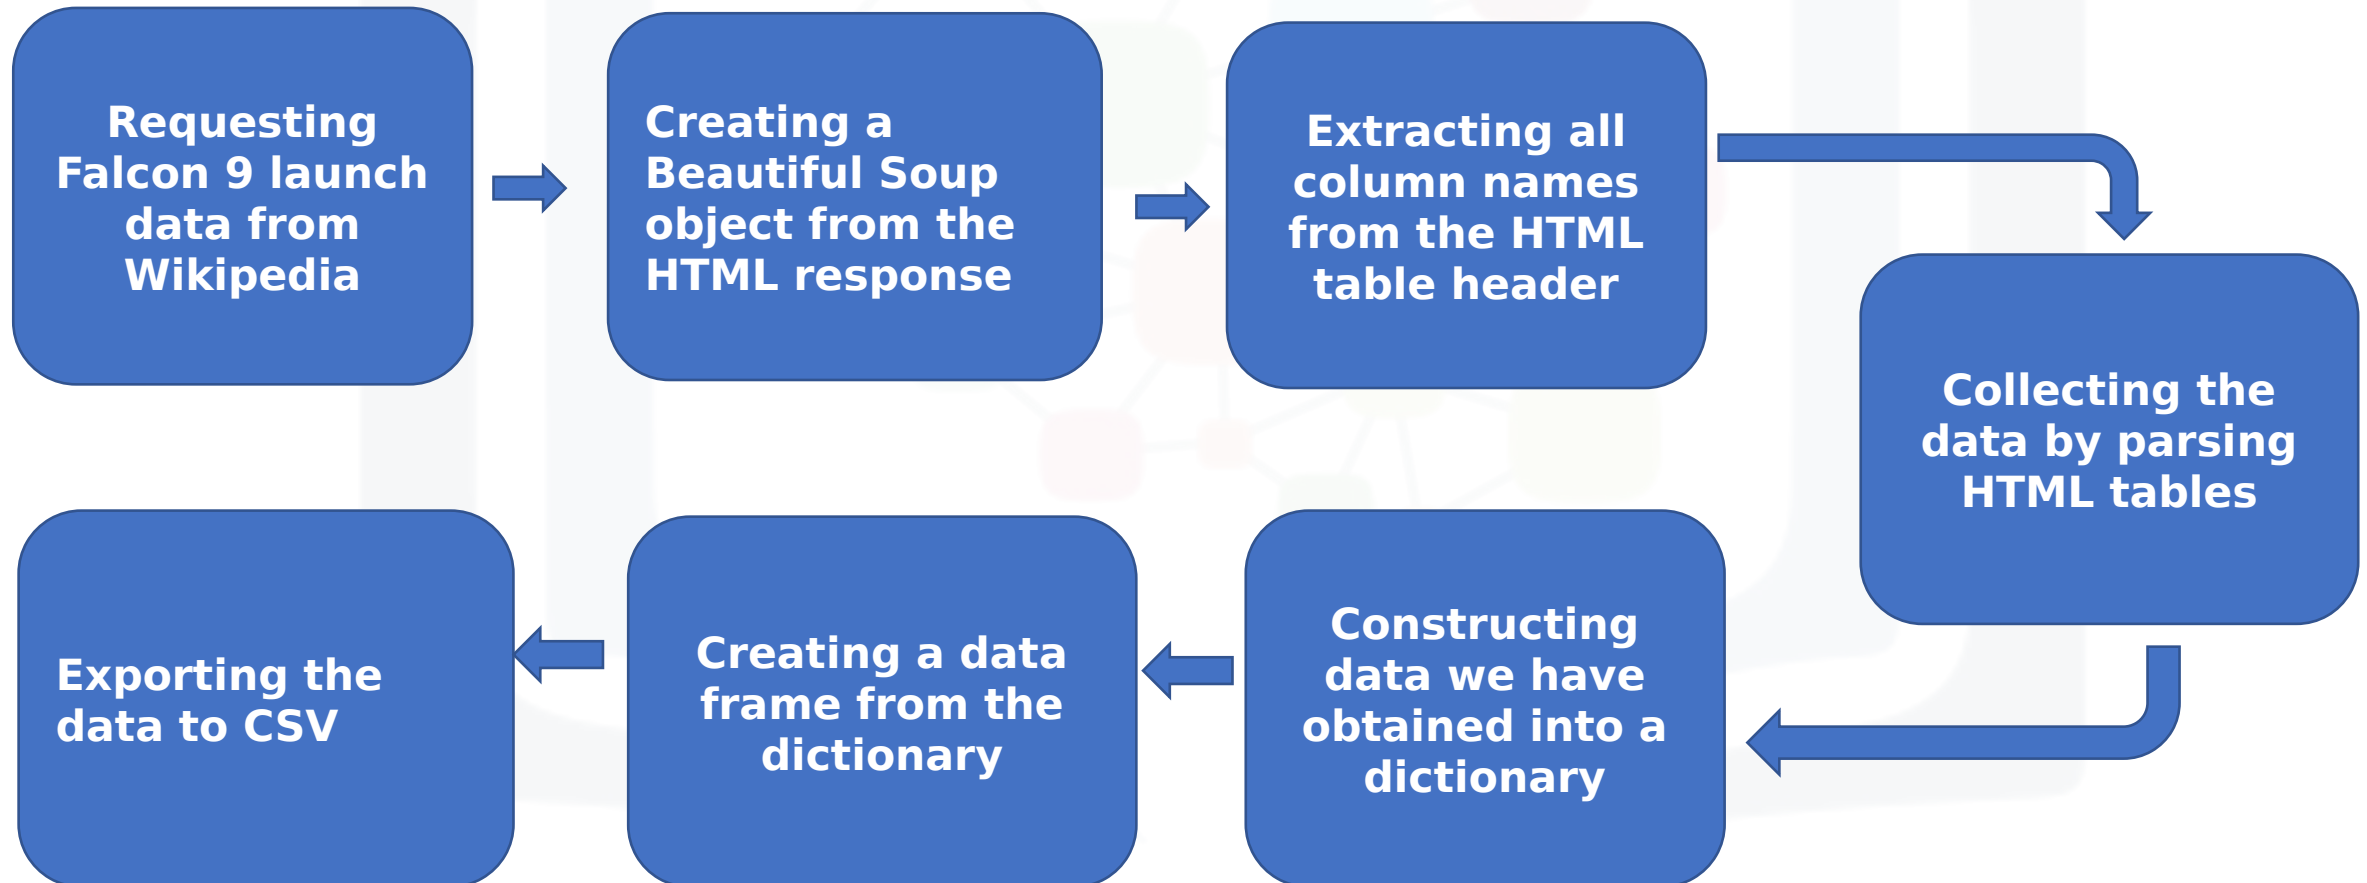 Requesting
Falcon 9 launch
data from
Wikipedia
Creating a
Beautiful Soup
object from the
HTML response
Extracting all
column names
from the HTML
table header
Collecting the
data by parsing
HTML tables
Constructing
data we have
obtained into a
dictionary
Creating a data
frame from the
dictionary
Exporting the
data to CSV